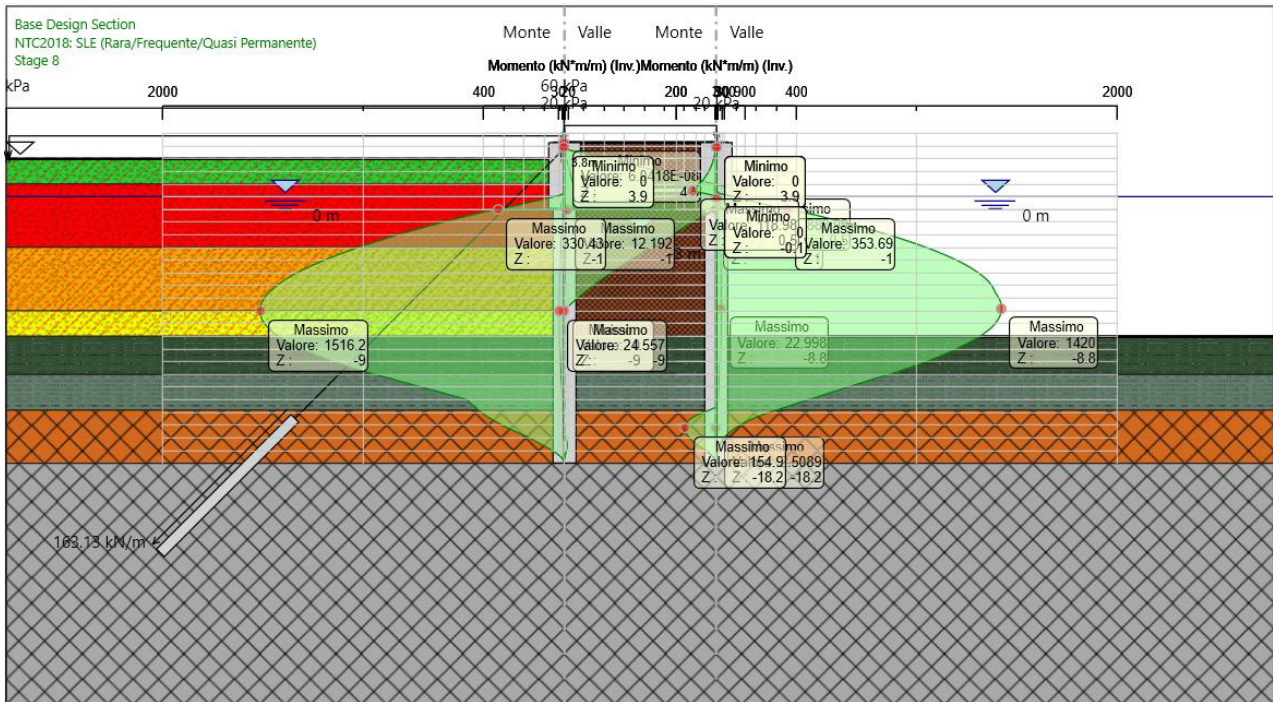 Base Design Section
NTC2018: SLE (Rara/Frequente/Quasi Permanente)
Stage 8
Monte Valle Monte Valle
Momento (kN*m/m) (Inv.) Momento (kN*m/m) (Inv.)
kPa
60 kPa
2000 400 200 400 2000
20 kPa 20 kPa
Minimo
Valore: 0
Z : 3.9
Minimo
Valore: 0
Z : 3.9
0 m
0 m
Minimo
Valore: 0
Z : -0.1
Massimo
Valore: 330.43
Z : -1
Massimo
Valore: 12.192
Z : -1
Massimo
Valore: 353.69
Z : -1
Massimo
Valore: 1516.2
Z : -9
Massimo
Valore: 24.557
Z : -9
Massimo
Valore: 22.998
Z : -8.8
Massimo
Valore: 1420
Z : -8.8
Massimo
Valore: 154.9
Z : -18.2
163.13 kN/m